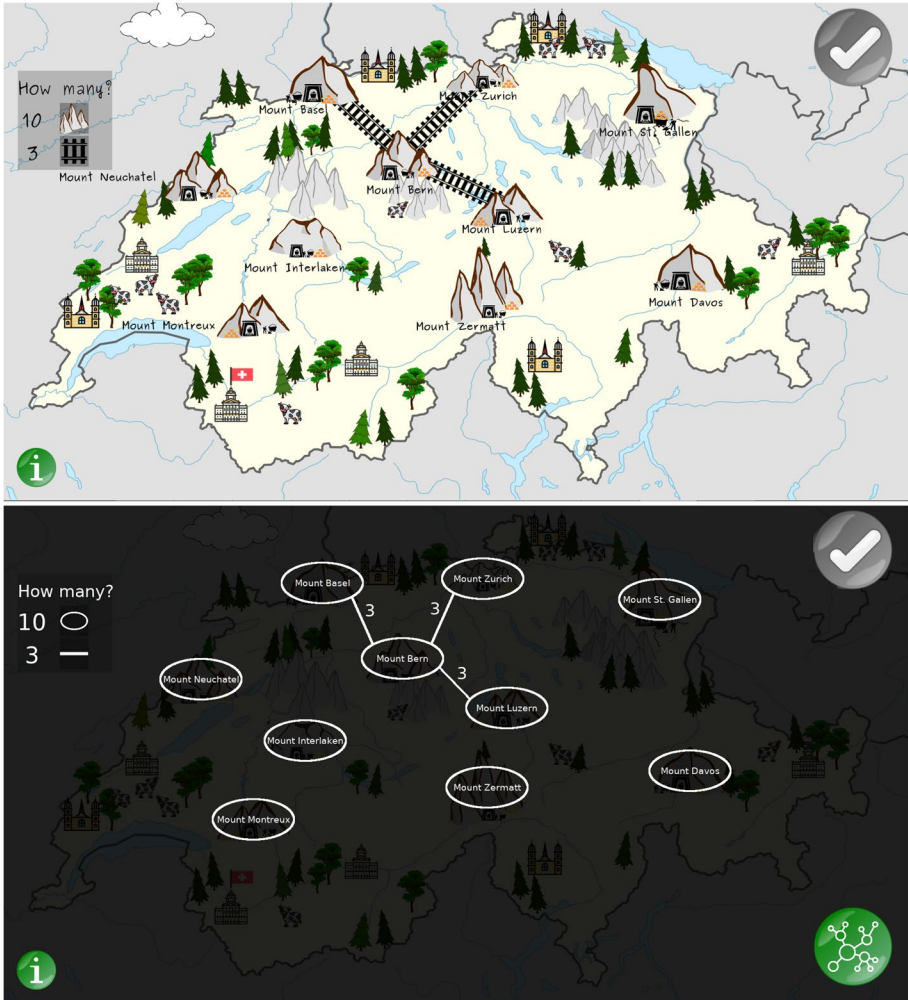 How many?
10
3
Mount Basel
Mount Zurich
Mount St. Gallen
Mount Neuchatel
Mount Bern
Mount Luzern
Mount Interlaken
Mount Davos
Mount Montreux
Mount Zermatt
i
How many?
10
3
Mount Basel
Mount Zurich
Mount St. Gallen
3
3
Mount Bern
Mount Neuchatel
3
Mount Luzern
Mount Interlaken
Mount Davos
Mount Zermatt
Mount Montreux
i